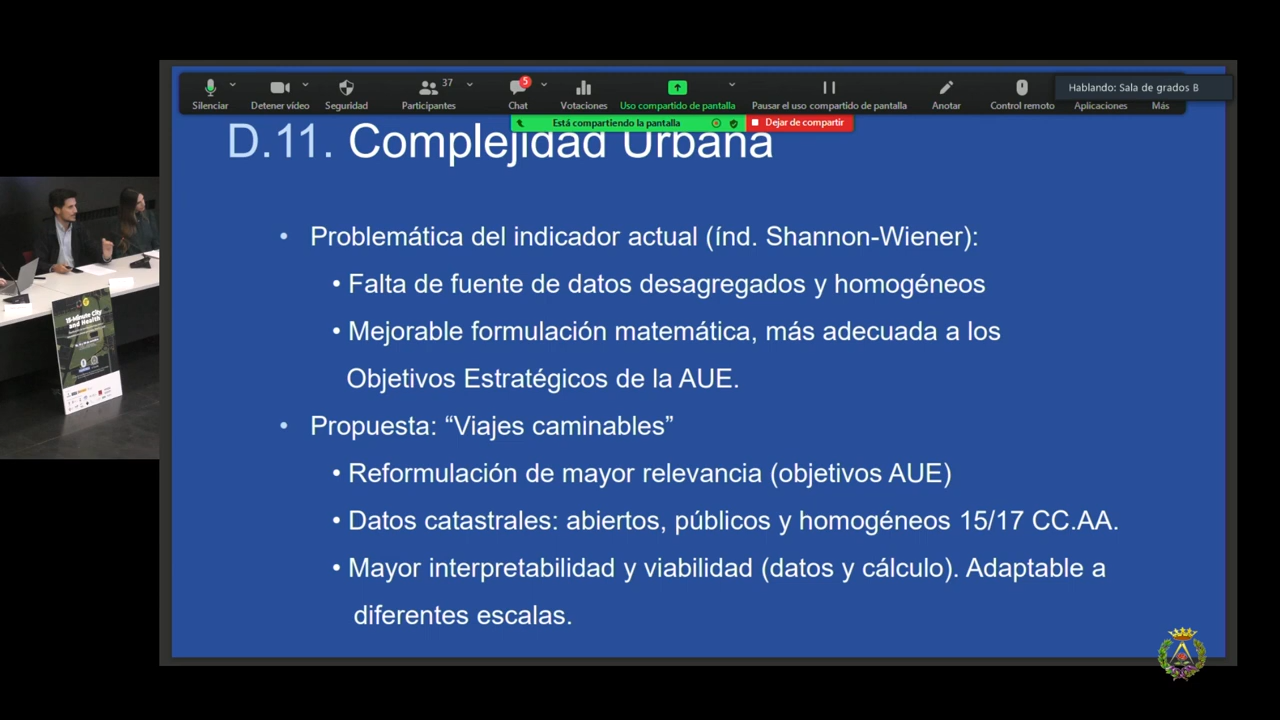 37
5
Silenciar
Detener vídeo
Seguridad
Participantes
Chat
Votaciones
Uso compartido de pantalla
Pausar el uso compartido de pantalla
Anotar
Control remoto
Aplicaciones
Más
Hablando: Sala de grados B
Está compartiendo la pantalla
Dejar de compartir
D.11. Complejidad Urbana
• Problemática del indicador actual (índ. Shannon-Wiener):
• Falta de fuente de datos desagregados y homogéneos
• Mejorable formulación matemática, más adecuada a los
Objetivos Estratégicos de la AUE.
• Propuesta: “Viajes caminables”
• Reformulación de mayor relevancia (objetivos AUE)
• Datos catastrales: abiertos, públicos y homogéneos 15/17 CC.AA.
• Mayor interpretabilidad y viabilidad (datos y cálculo). Adaptable a
diferentes escalas.
15-Minute City
and Health